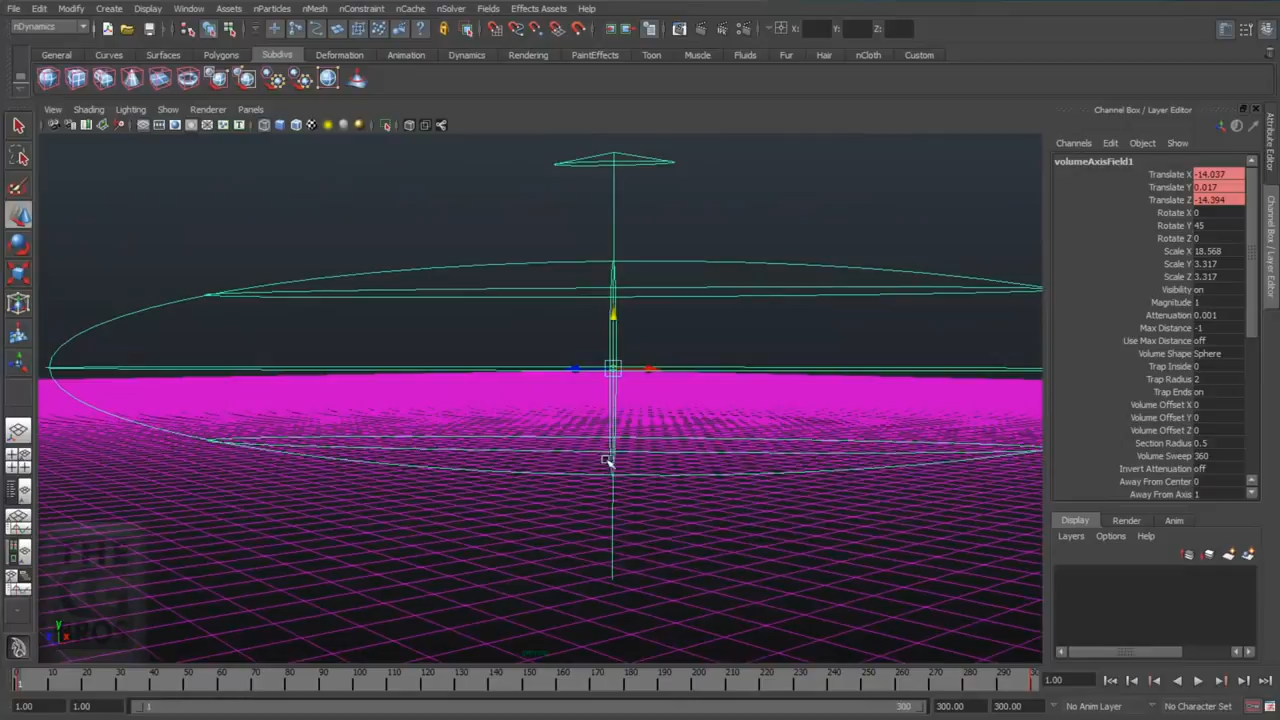 File Edit Modify Create Display Window Assets nParticles nMesh nConstraint nCache nSolver Fields Effects Assets Help
nDynamics X: Y: Z:
General Curves Surfaces Polygons Subdivs Deformation Animation Dynamics Rendering PaintEffects Toon Muscle Fluids Fur Hair nCloth Custom
View Shading Lighting Show Renderer Panels
Channel Box / Layer Editor
Channels Edit Object Show
volumeAxisField1
Translate X -14.037
Translate Y 0.017
Translate Z -14.394
Rotate X 0
Rotate Y 45
Rotate Z 0
Scale X 18.568
Scale Y 3.317
Scale Z 3.317
Visibility on
Magnitude 1
Attenuation 0.001
Max Distance -1
Use Max Distance off
Volume Shape Sphere
Trap Inside 0
Trap Radius 2
Trap Ends on
Volume Offset X 0
Volume Offset Y 0
Volume Offset Z 0
Section Radius 0.5
Volume Sweep 360
Invert Attenuation off
Away From Center 0
Away From Axis 1
Attribute Editor
Channel Box / Layer Editor
Display Render Anim
Layers Options Help
y
x
persp
10 20 30 40 50 60 70 80 90 100 110 120 130 140 150 160 170 180 190 200 210 220 230 240 250 260 270 280 290
1 1.00
1.00 1.00 1 300 300.00 300.00 No Anim Layer No Character Set